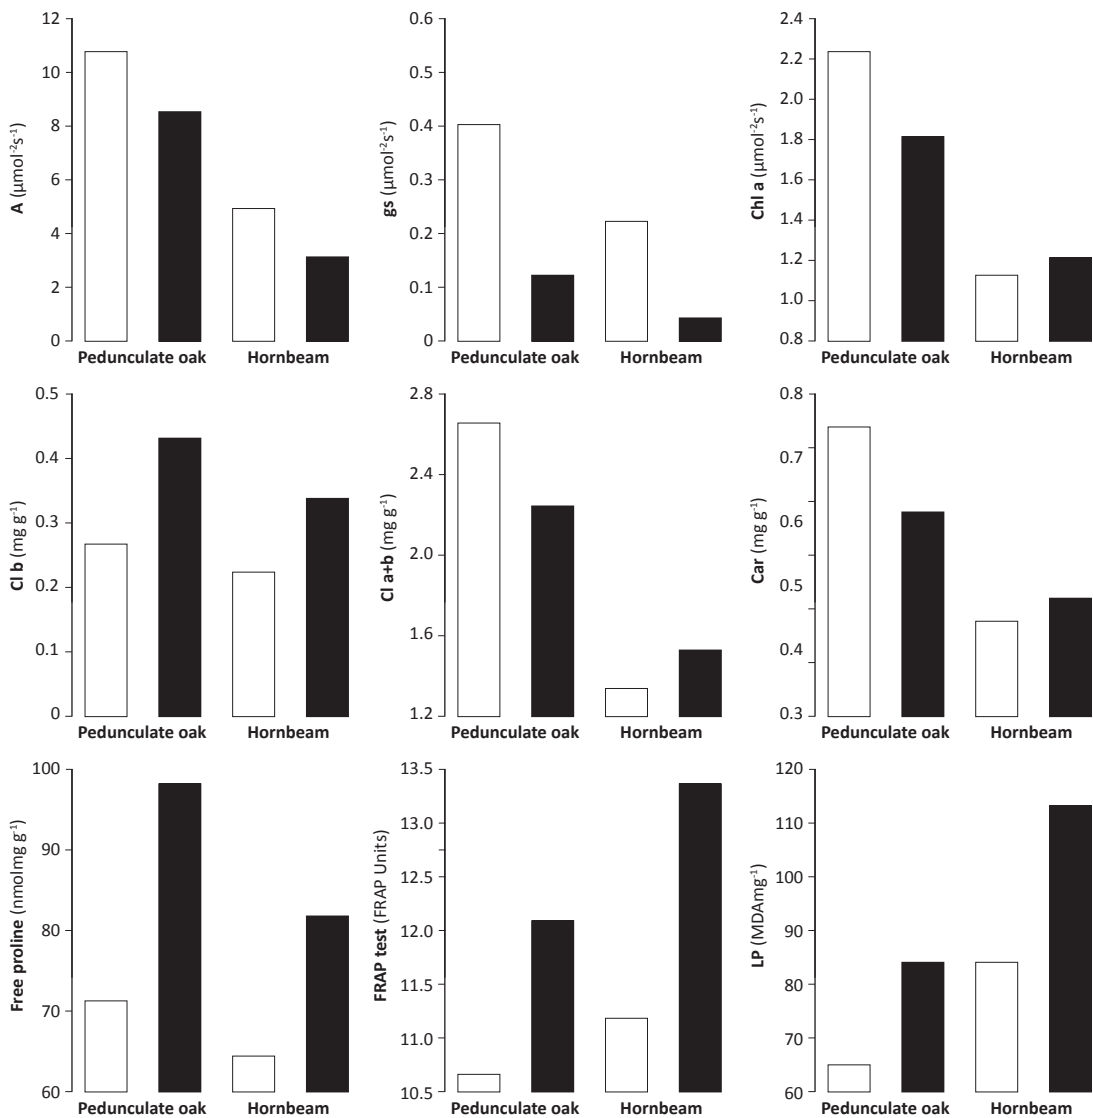 12
10
8
6
4
2
0
A (µmol⁻²s⁻¹)
Pedunculate oak
Hornbeam
0.6
0.5
0.4
0.3
0.2
0.1
0
gs (µmol⁻²s⁻¹)
Pedunculate oak
Hornbeam
2.4
2.2
2.0
1.8
1.6
1.4
1.2
1.0
0.8
Chl a (µmol⁻²s⁻¹)
Pedunculate oak
Hornbeam
0.5
0.4
0.3
0.2
0.1
0
Cl b (mg g⁻¹)
Pedunculate oak
Hornbeam
2.8
2.4
2.0
1.6
1.2
Cl a+b (mg g⁻¹)
Pedunculate oak
Hornbeam
0.8
0.7
0.6
0.5
0.4
0.3
Car (mg g⁻¹)
Pedunculate oak
Hornbeam
100
90
80
70
60
Free proline (nmolmg g⁻¹)
Pedunculate oak
Hornbeam
13.5
13.0
12.5
12.0
11.5
11.0
10.5
FRAP test (FRAP Units)
Pedunculate oak
Hornbeam
120
110
100
90
80
70
60
LP (MDAmg⁻¹)
Pedunculate oak
Hornbeam